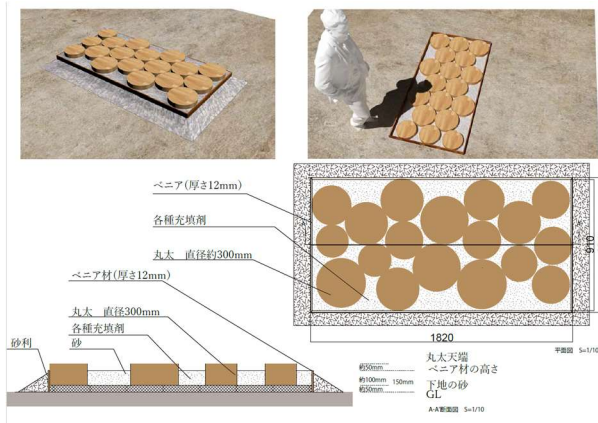 ベニア(厚さ12mm)
各種充填剤
丸太　直径約300mm
ベニア材(厚さ12mm)
丸太　直径300mm
各種充填剤
砂利
砂
910
1820
平面図　S=1/10
丸太天端
約50mm
ベニア材の高さ
約100mm
150mm
下地の砂
約50mm
GL
A-A'断面図　S=1/10